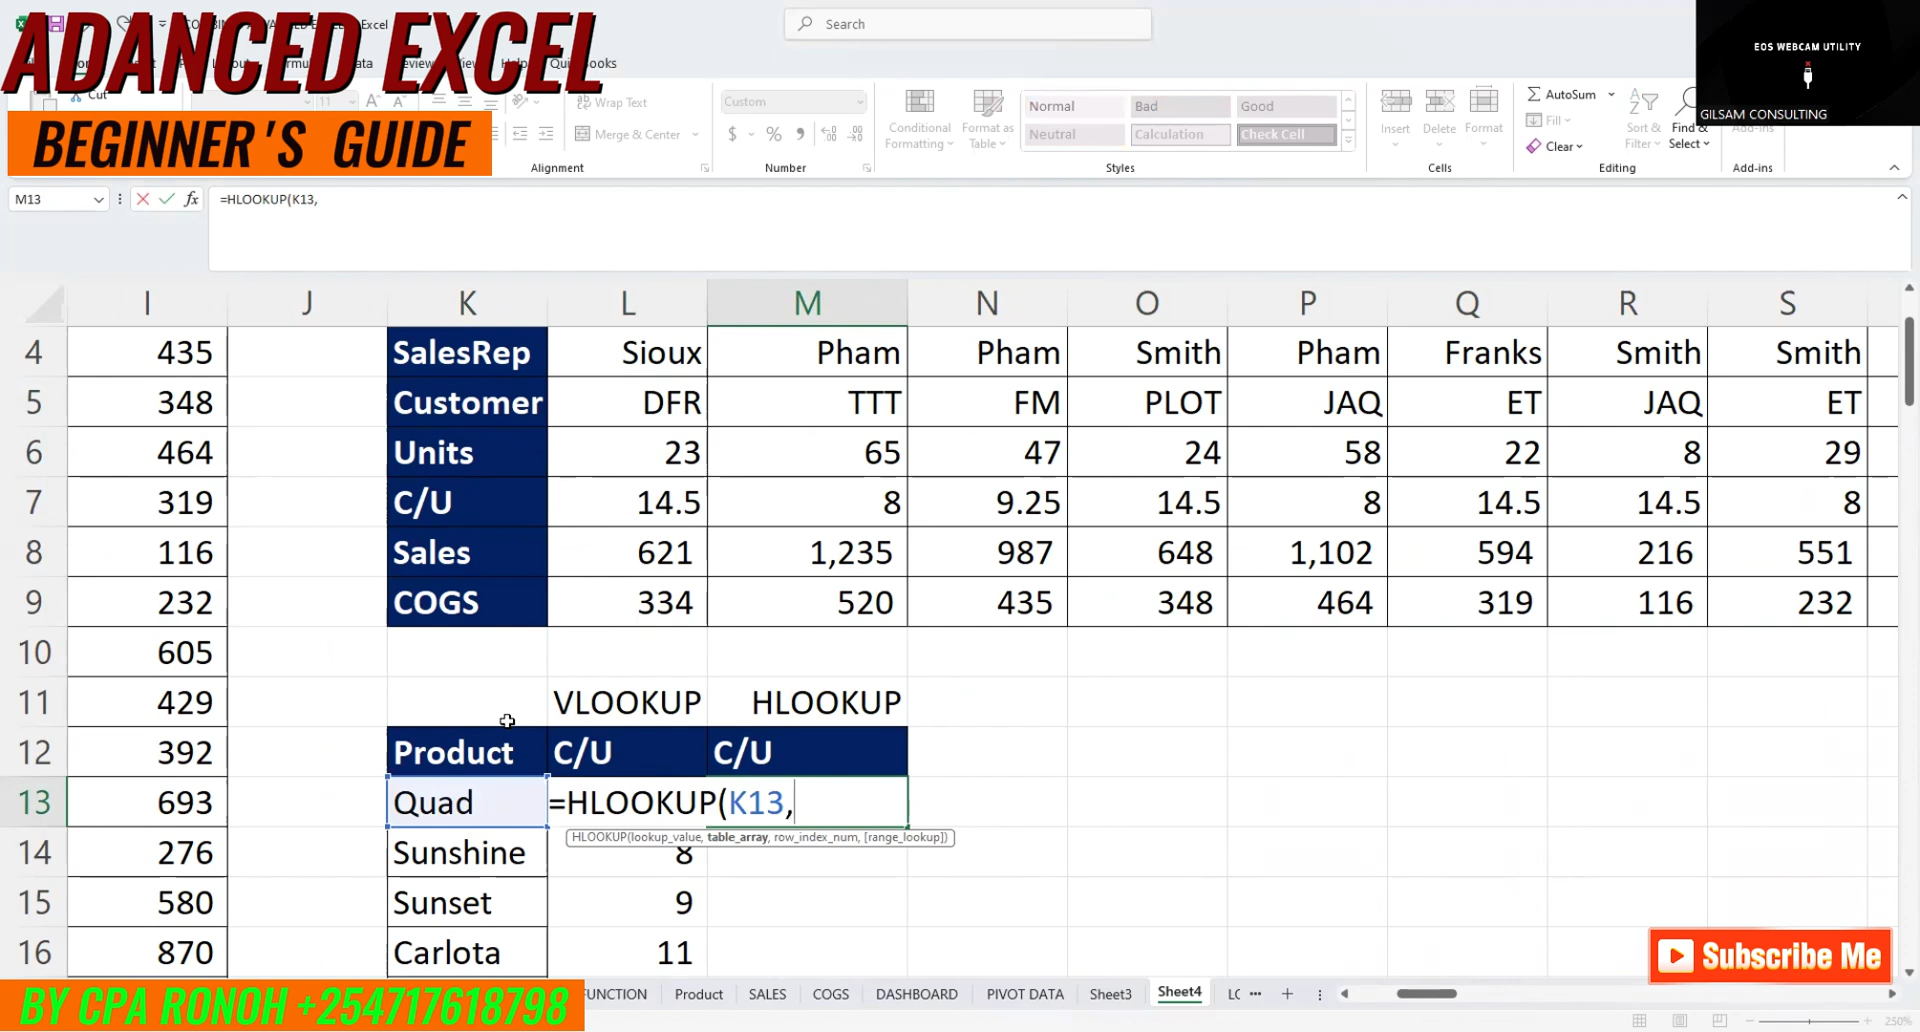 Excel
Search
ADANCED EXCEL
BEGINNER'S GUIDE
EOS WEBCAM UTILITY
GILSAM CONSULTING
Cut
11
Wrap Text
Merge & Center
Custom
Conditional Formatting
Format as Table
Normal
Bad
Good
Neutral
Calculation
Check Cell
Insert
Delete
Format
AutoSum
Fill
Clear
Sort & Filter
Find & Select
Add-ins
Alignment
Number
Styles
Cells
Editing
Add-ins
M13
fx
=HLOOKUP(K13,
I J K L M N O P Q R S
4 435 SalesRep Sioux Pham Pham Smith Pham Franks Smith Smith
5 348 Customer DFR TTT FM PLOT JAQ ET JAQ ET
6 464 Units 23 65 47 24 58 22 8 29
7 319 C/U 14.5 8 9.25 14.5 8 14.5 14.5 8
8 116 Sales 621 1,235 987 648 1,102 594 216 551
9 232 COGS 334 520 435 348 464 319 116 232
10 605
11 429 VLOOKUP HLOOKUP
12 392 Product C/U C/U
13 693 Quad =HLOOKUP(K13,
HLOOKUP(lookup_value, table_array, row_index_num, [range_lookup])
14 276 Sunshine 8
15 580 Sunset 9
16 870 Carlota 11
Subscribe Me
BY CPA RONOH +254717618798
FUNCTION Product SALES COGS DASHBOARD PIVOT DATA Sheet3 Sheet4
250%